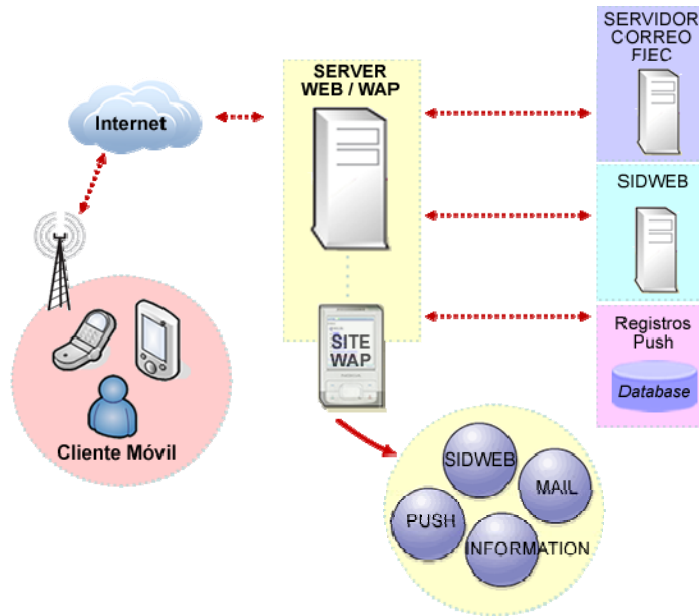 SERVIDOR
CORREO
FIEC
SERVER
WEB / WAP
Internet
SIDWEB
SITE
WAP
Registros
Push
Database
Cliente Móvil
SIDWEB
MAIL
PUSH
INFORMATION